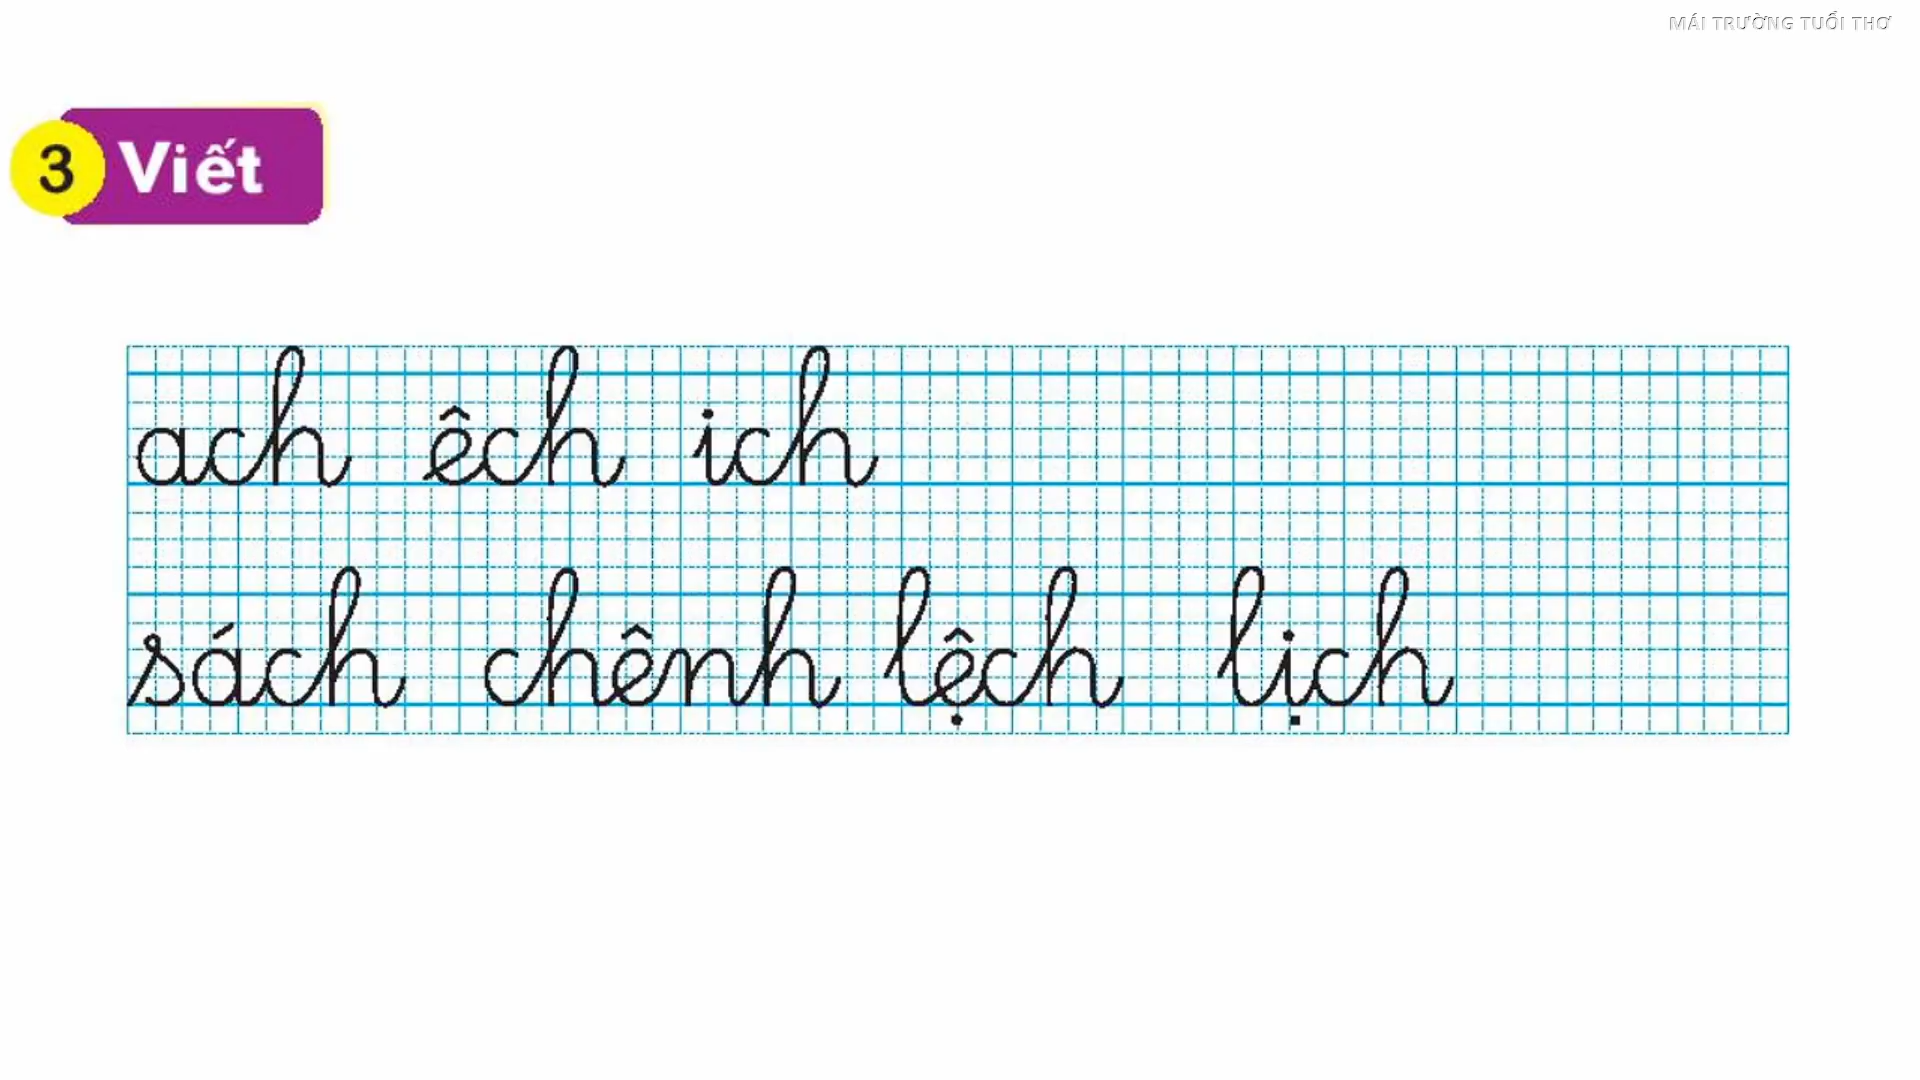 MÁI TRƯỜNG TUỔI THƠ
3 Viết
ach êch ich
sách chênh lệch lịch